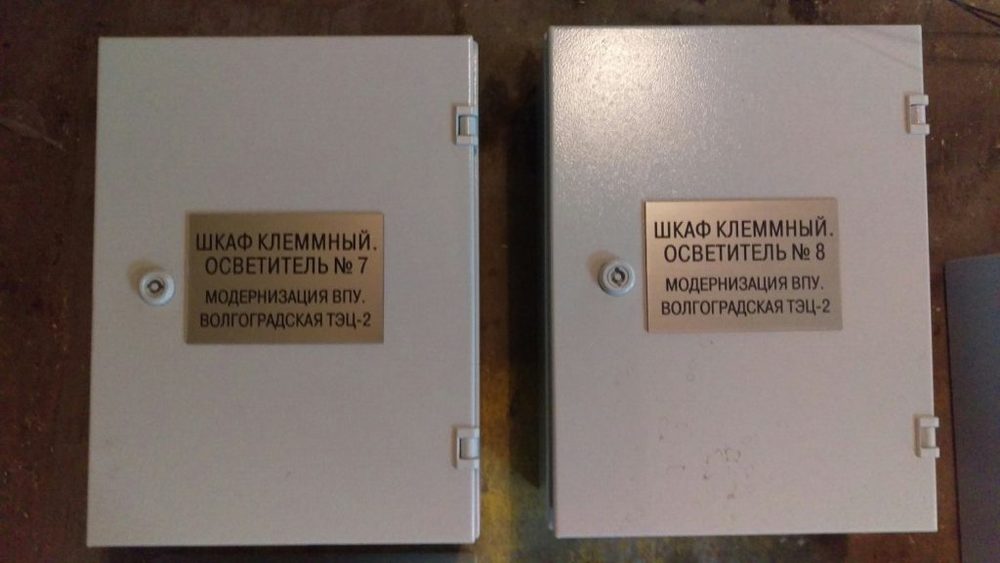 ШКАФ КЛЕММНЫЙ.
ОСВЕТИТЕЛЬ № 7
МОДЕРНИЗАЦИЯ ВПУ.
ВОЛГОГРАДСКАЯ ТЭЦ-2
ШКАФ КЛЕММНЫЙ.
ОСВЕТИТЕЛЬ № 8
МОДЕРНИЗАЦИЯ ВПУ.
ВОЛГОГРАДСКАЯ ТЭЦ-2